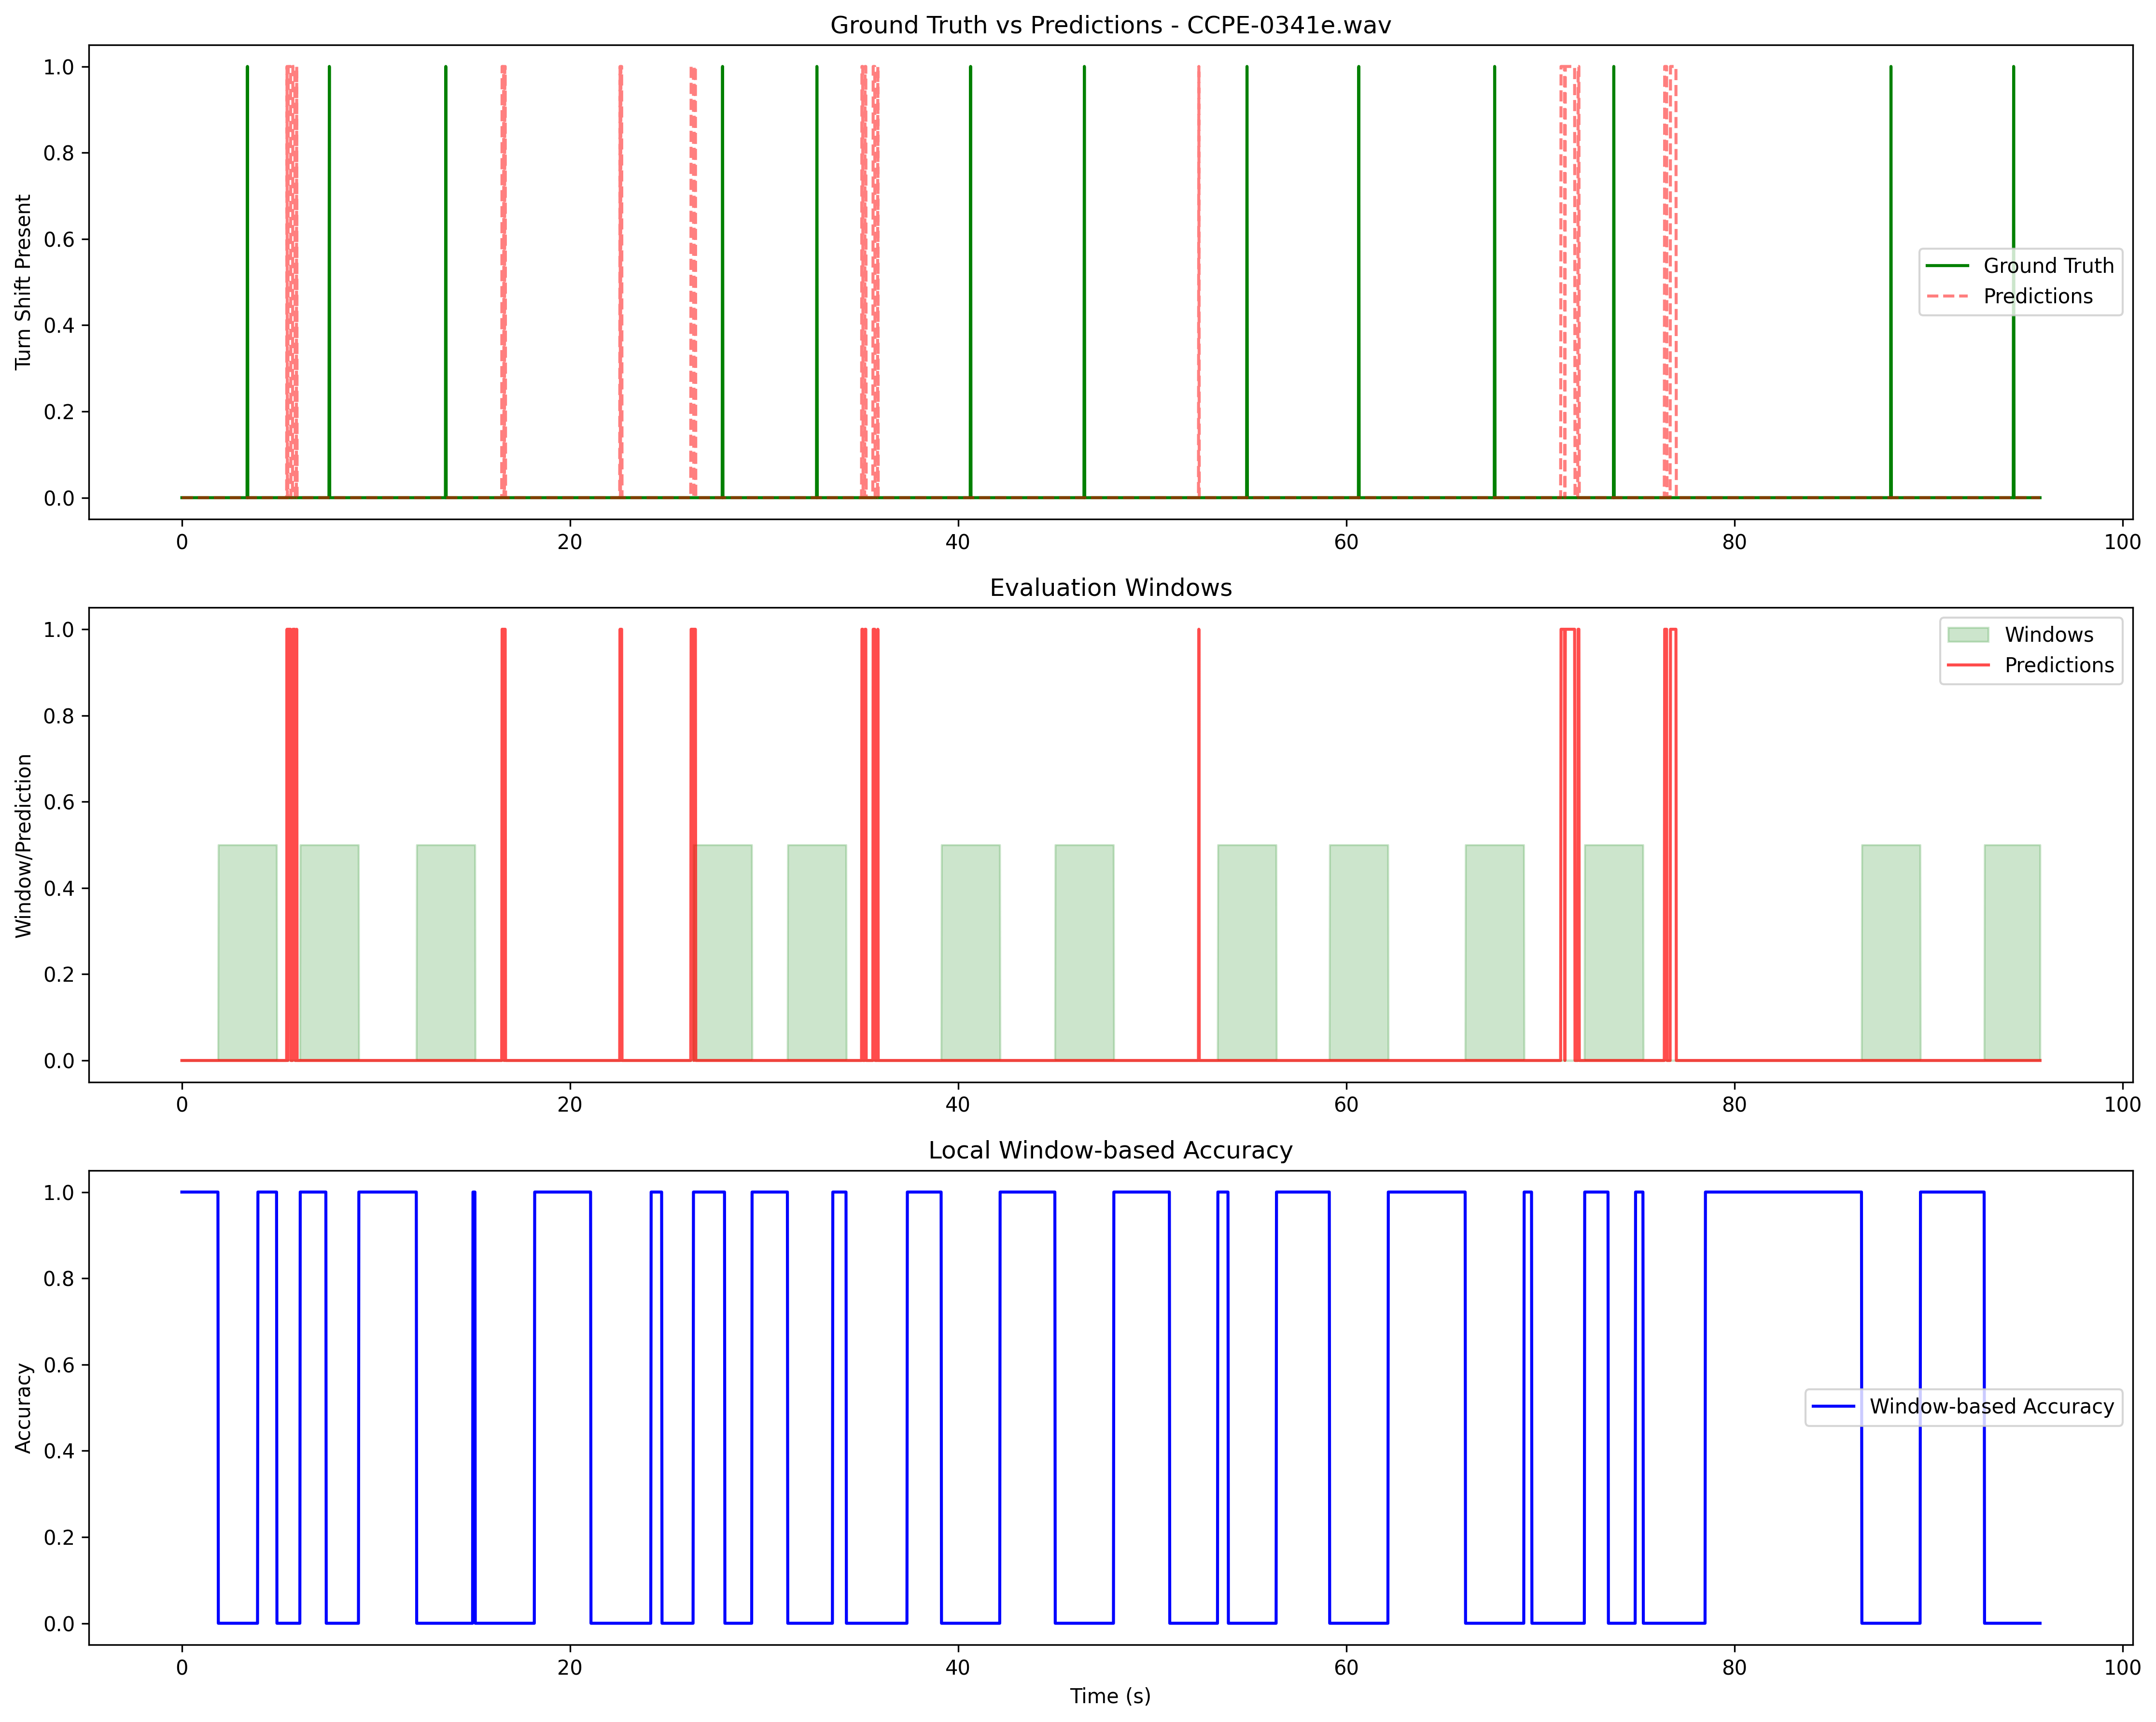 Ground Truth vs Predictions - CCPE-0341e.wav
1.0
0.8
0.6
0.4
0.2
0.0
Turn Shift Present
Ground Truth
Predictions
0 20 40 60 80 100
Evaluation Windows
1.0
0.8
0.6
0.4
0.2
0.0
Window/Prediction
Windows
Predictions
0 20 40 60 80 100
Local Window-based Accuracy
1.0
0.8
0.6
0.4
0.2
0.0
Accuracy
Window-based Accuracy
0 20 40 60 80 100
Time (s)